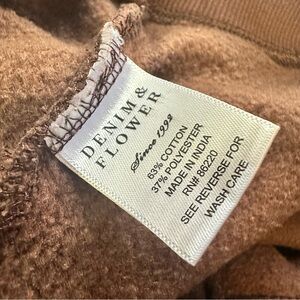 DENIM &
FLOWER
Since 1992
63% COTTON
37% POLYESTER
MADE IN INDIA
RN# 86220
SEE REVERSE FOR
WASH CARE.